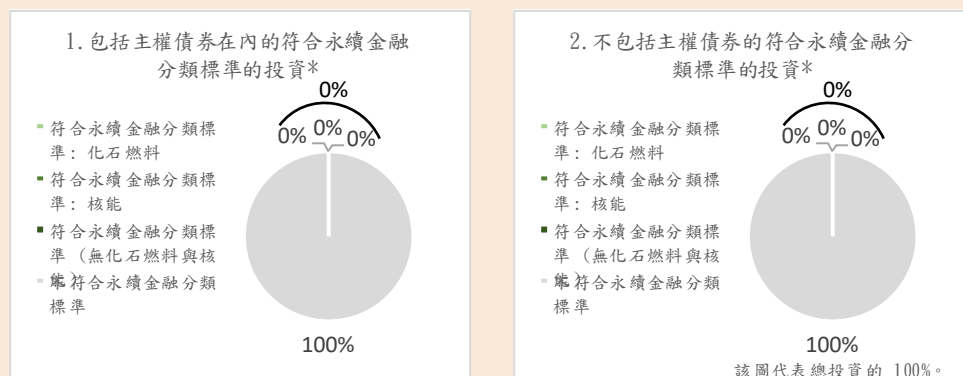 1.包括主權債券在內的符合永續金融
分類標準的投資*
0%
0% 0% 0%
符合永續金融分類標
準：化石燃料
符合永續金融分類標
準：核能
符合永續金融分類標
準（無化石燃料與核
能）
未符合永續金融分類
標準
100%
2.不包括主權債券的符合永續金融分
類標準的投資*
0%
0% 0% 0%
符合永續金融分類標
準：化石燃料
符合永續金融分類標
準：核能
符合永續金融分類標
準（無化石燃料與核
能）
未符合永續金融分類
標準
100%
該圖代表總投資的 100%。